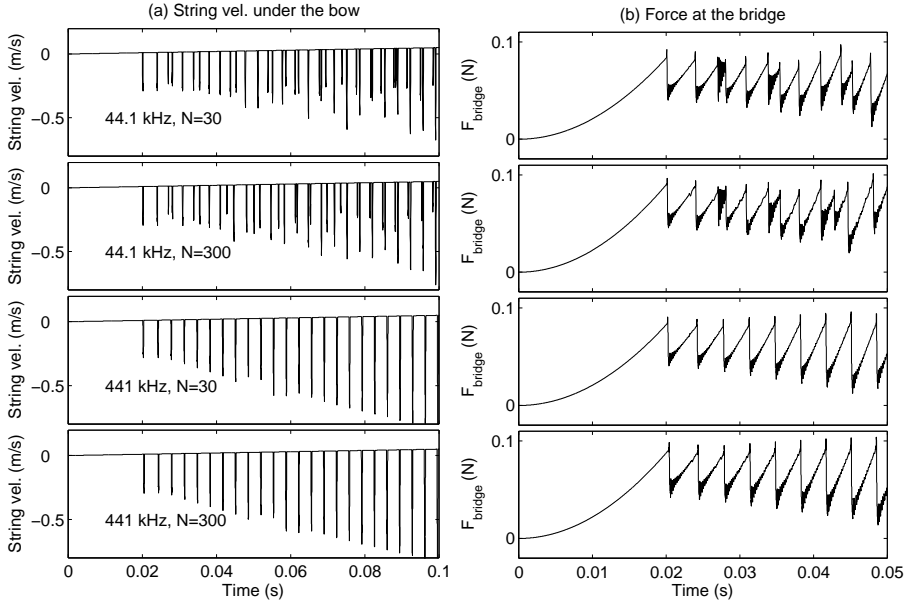 (a) String vel. under the bow
(b) Force at the bridge
String vel. (m/s)
0
−0.5
44.1 kHz, N=30
F_bridge (N)
0.1
0
String vel. (m/s)
0
−0.5
44.1 kHz, N=300
F_bridge (N)
0.1
0
String vel. (m/s)
0
−0.5
441 kHz, N=30
F_bridge (N)
0.1
0
String vel. (m/s)
0
−0.5
441 kHz, N=300
F_bridge (N)
0.1
0
0 0.02 0.04 0.06 0.08 0.1
Time (s)
0 0.01 0.02 0.03 0.04 0.05
Time (s)